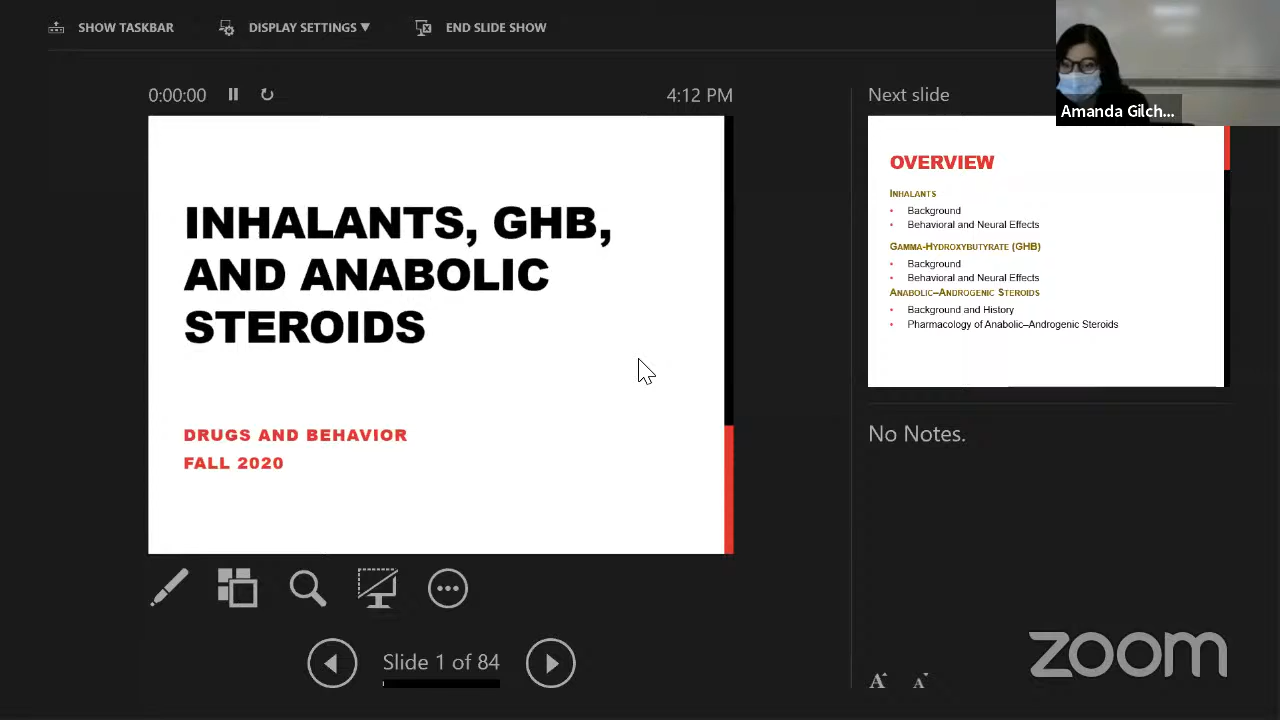 SHOW TASKBAR
DISPLAY SETTINGS ▼
END SLIDE SHOW
0:00:00
4:12 PM
INHALANTS, GHB,
AND ANABOLIC
STEROIDS
DRUGS AND BEHAVIOR
FALL 2020
Slide 1 of 84
Next slide
Amanda Gilch...
OVERVIEW
INHALANTS
• Background
• Behavioral and Neural Effects
GAMMA-HYDROXYBUTYRATE (GHB)
• Background
• Behavioral and Neural Effects
ANABOLIC–ANDROGENIC STEROIDS
• Background and History
• Pharmacology of Anabolic–Androgenic Steroids
No Notes.
A A
zoom